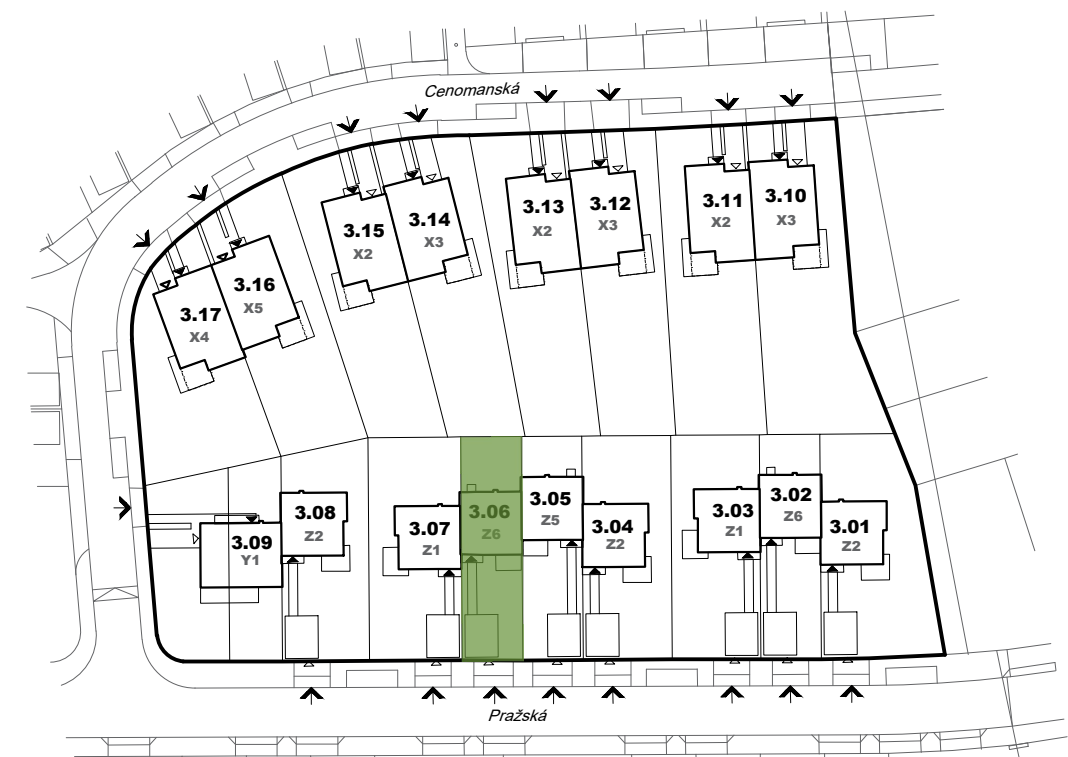 Cenomanská
3.17
X4
3.16
X5
3.15
X2
3.14
X3
3.13
X2
3.12
X3
3.11
X2
3.10
X3
3.09
Y1
3.08
Z2
3.07
Z1
3.06
Z6
3.05
Z5
3.04
Z2
3.03
Z1
3.02
Z6
3.01
Z2
Pražská